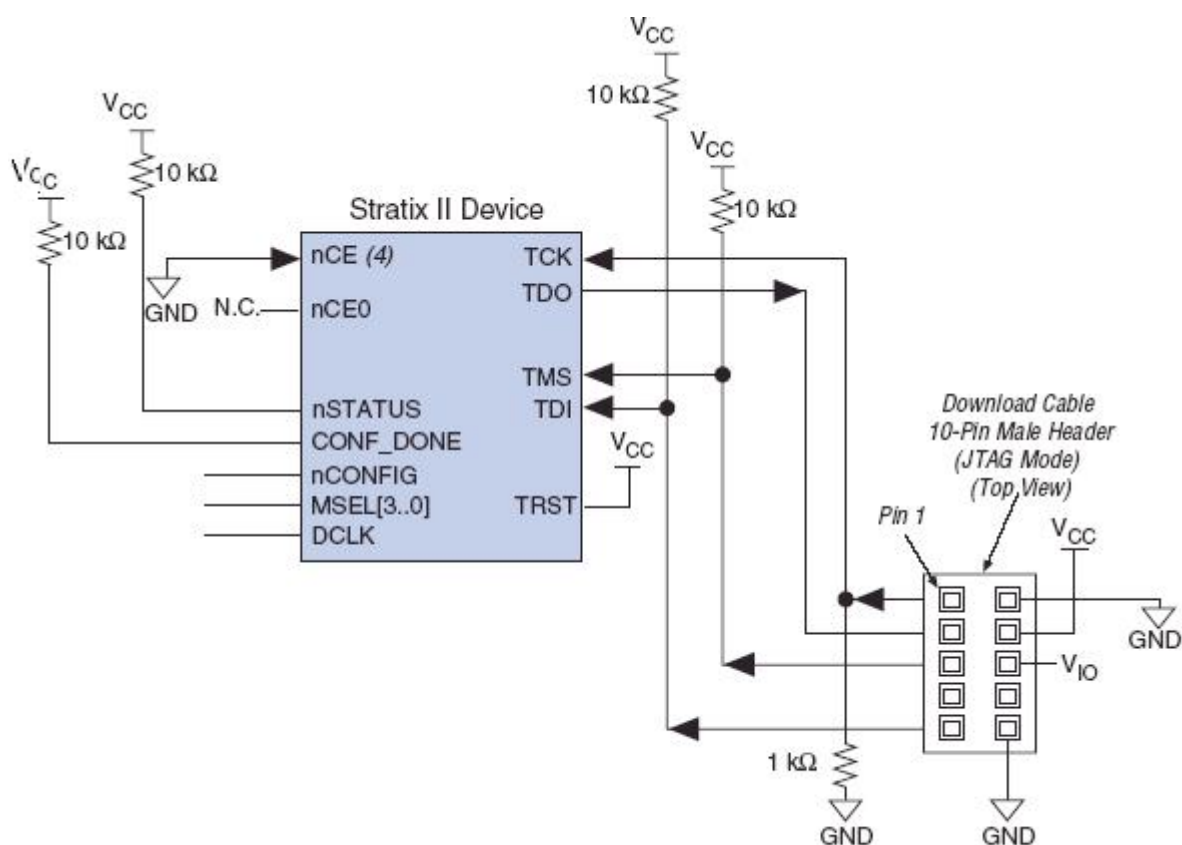 VCC
10 kΩ
VCC
10 kΩ
VCC
10 kΩ
VCC
10 kΩ
Stratix II Device
nCE (4)
TCK
GND
N.C.
nCE0
TDO
TMS
nSTATUS
TDI
CONF_DONE
VCC
nCONFIG
MSEL[3..0]
TRST
DCLK
Download Cable
10-Pin Male Header
(JTAG Mode)
(Top View)
Pin 1
VCC
GND
VIO
1 kΩ
GND
GND